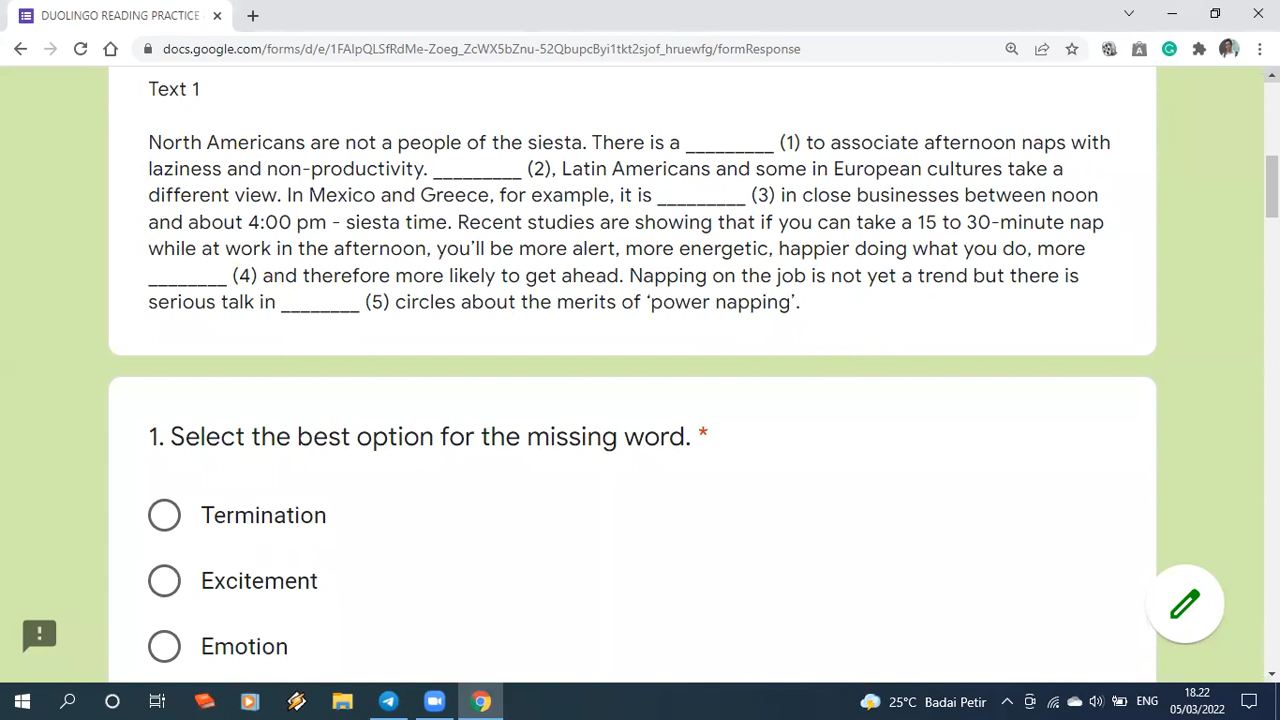 DUOLINGO READING PRACTICE
docs.google.com/forms/d/e/1FAIpQLSfRdMe-Zoeg_ZcWX5bZnu-52QbupcByi1tkt2sjof_hruewfg/formResponse
Text 1
North Americans are not a people of the siesta. There is a _________ (1) to associate afternoon naps with
laziness and non-productivity. _________ (2), Latin Americans and some in European cultures take a
different view. In Mexico and Greece, for example, it is _________ (3) in close businesses between noon
and about 4:00 pm - siesta time. Recent studies are showing that if you can take a 15 to 30-minute nap
while at work in the afternoon, you’ll be more alert, more energetic, happier doing what you do, more
________ (4) and therefore more likely to get ahead. Napping on the job is not yet a trend but there is
serious talk in ________ (5) circles about the merits of ‘power napping’.
1. Select the best option for the missing word. *
Termination
Excitement
Emotion
25°C Badai Petir
ENG
18.22
05/03/2022